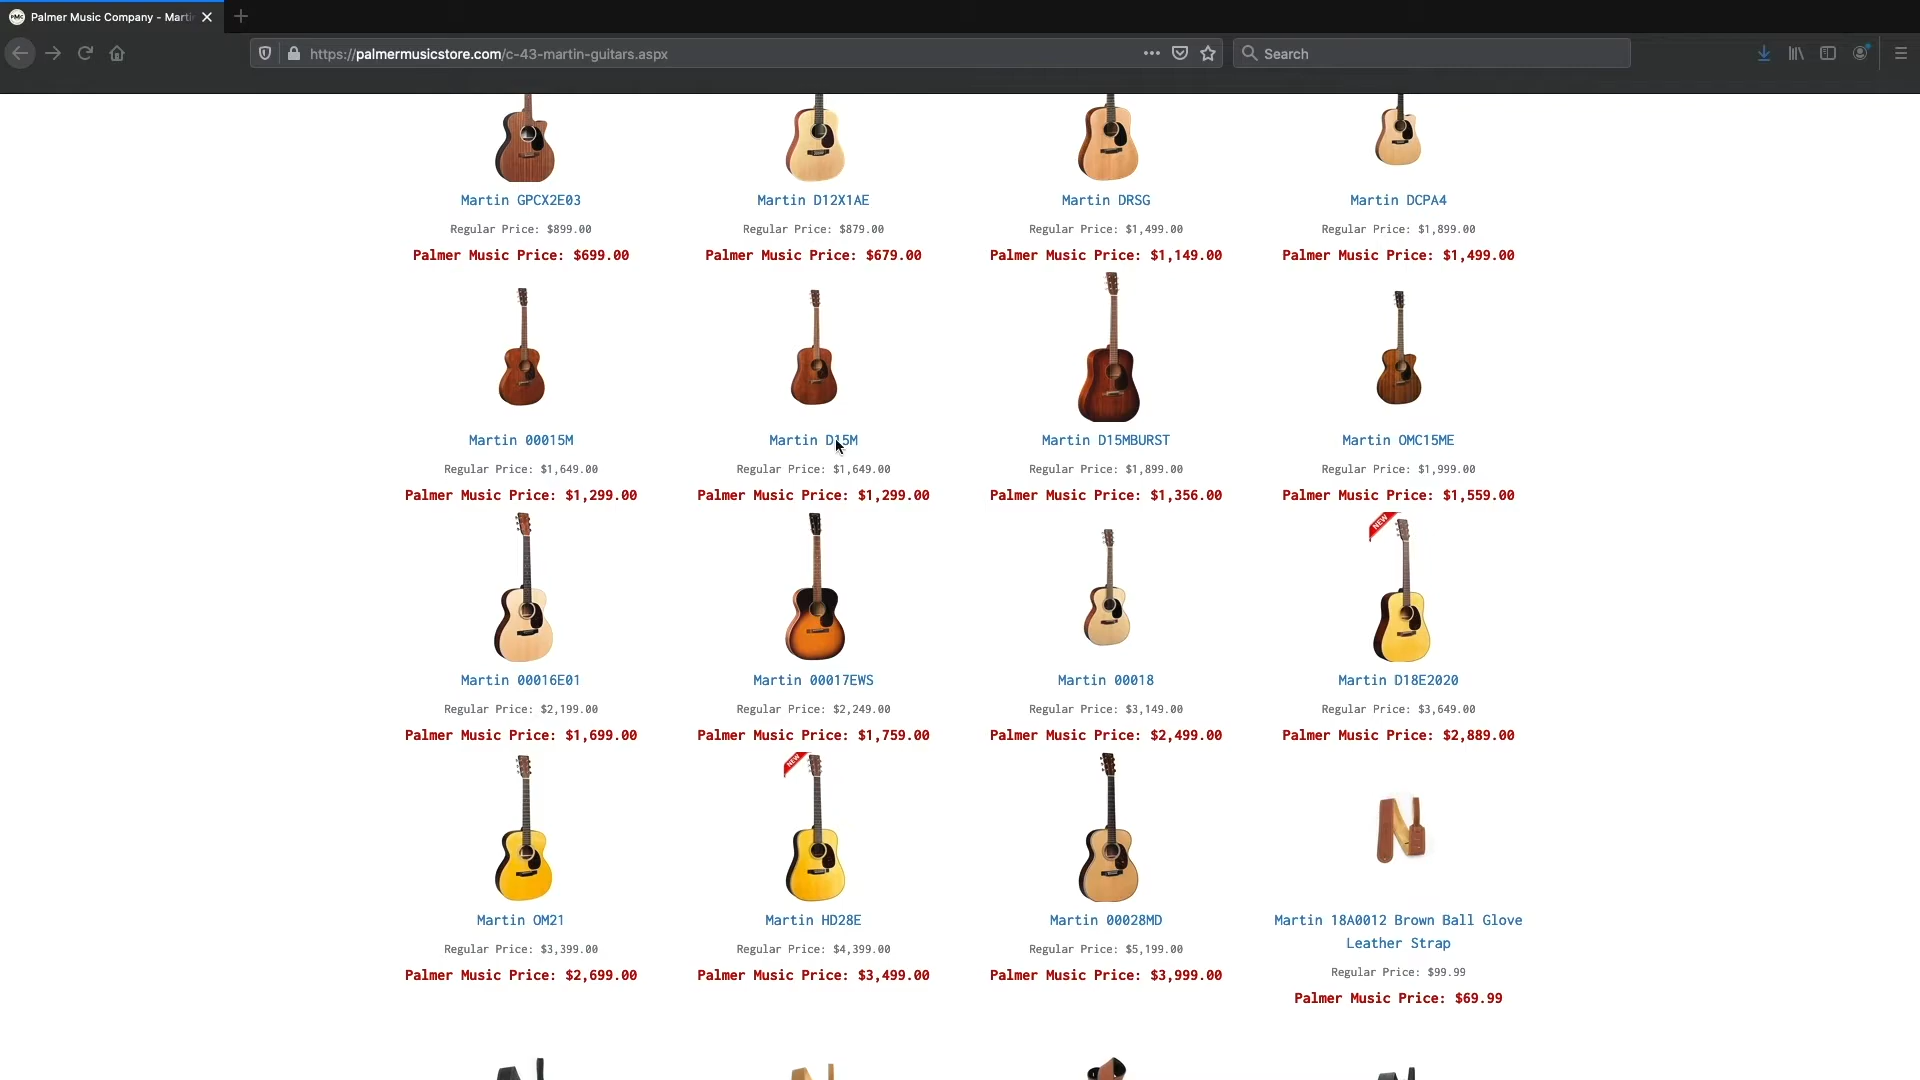 Palmer Music Company - Marti
https://palmermusicstore.com/c-43-martin-guitars.aspx
Search
Martin GPCX2E03
Martin D12X1AE
Martin DRSG
Martin DCPA4
Regular Price: $899.00
Regular Price: $879.00
Regular Price: $1,499.00
Regular Price: $1,899.00
Palmer Music Price: $699.00
Palmer Music Price: $679.00
Palmer Music Price: $1,149.00
Palmer Music Price: $1,499.00
Martin 00015M
Martin D15M
Martin D15MBURST
Martin OMC15ME
Regular Price: $1,649.00
Regular Price: $1,649.00
Regular Price: $1,899.00
Regular Price: $1,999.00
Palmer Music Price: $1,299.00
Palmer Music Price: $1,299.00
Palmer Music Price: $1,356.00
Palmer Music Price: $1,559.00
NEW
Martin 00016E01
Martin 00017EWS
Martin 00018
Martin D18E2020
Regular Price: $2,199.00
Regular Price: $2,249.00
Regular Price: $3,149.00
Regular Price: $3,649.00
Palmer Music Price: $1,699.00
Palmer Music Price: $1,759.00
Palmer Music Price: $2,499.00
Palmer Music Price: $2,889.00
NEW
Martin OM21
Martin HD28E
Martin 00028MD
Martin 18A0012 Brown Ball Glove
Leather Strap
Regular Price: $3,399.00
Regular Price: $4,399.00
Regular Price: $5,199.00
Regular Price: $99.99
Palmer Music Price: $2,699.00
Palmer Music Price: $3,499.00
Palmer Music Price: $3,999.00
Palmer Music Price: $69.99